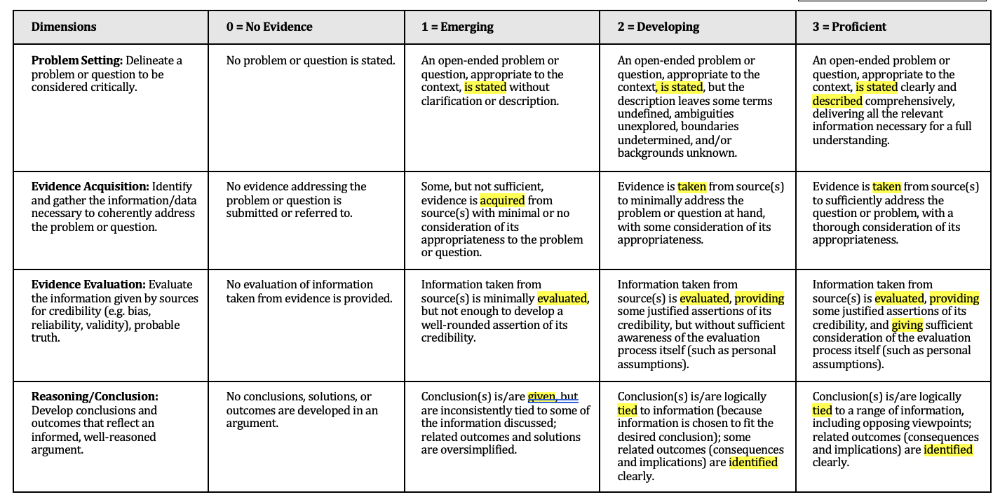 Dimensions
0 = No Evidence
1 = Emerging
2 = Developing
3 = Proficient
Problem Setting: Delineate a
problem or question to be
considered critically.
No problem or question is stated.
An open-ended problem or
question, appropriate to the
context, is stated without
clarification or description.
An open-ended problem or
question, appropriate to the
context, is stated, but the
description leaves some terms
undefined, ambiguities
unexplored, boundaries
undetermined, and/or
backgrounds unknown.
An open-ended problem or
question, appropriate to the
context, is stated clearly and
described comprehensively,
delivering all the relevant
information necessary for a full
understanding.
Evidence Acquisition: Identify
and gather the information/data
necessary to coherently address
the problem or question.
No evidence addressing the
problem or question is
submitted or referred to.
Some, but not sufficient,
evidence is acquired from
source(s) with minimal or no
consideration of its
appropriateness to the problem
or question.
Evidence is taken from source(s)
to minimally address the
problem or question at hand,
with some consideration of its
appropriateness.
Evidence is taken from source(s)
to sufficiently address the
question or problem, with a
thorough consideration of its
appropriateness.
Evidence Evaluation: Evaluate
the information given by sources
for credibility (e.g. bias,
reliability, validity), probable
truth.
No evaluation of information
taken from evidence is provided.
Information taken from
source(s) is minimally evaluated,
but not enough to develop a
well-rounded assertion of its
credibility.
Information taken from
source(s) is evaluated, providing
some justified assertions of its
credibility, but without sufficient
awareness of the evaluation
process itself (such as personal
assumptions).
Information taken from
source(s) is evaluated, providing
some justified assertions of its
credibility, and giving sufficient
consideration of the evaluation
process itself (such as personal
assumptions).
Reasoning/Conclusion:
Develop conclusions and
outcomes that reflect an
informed, well-reasoned
argument.
No conclusions, solutions, or
outcomes are developed in an
argument.
Conclusion(s) is/are given, but
are inconsistently tied to some of
the information discussed;
related outcomes and solutions
are oversimplified.
Conclusion(s) is/are logically
tied to information (because
information is chosen to fit the
desired conclusion); some
related outcomes (consequences
and implications) are identified
clearly.
Conclusion(s) is/are logically
tied to a range of information,
including opposing viewpoints;
related outcomes (consequences
and implications) are identified
clearly.